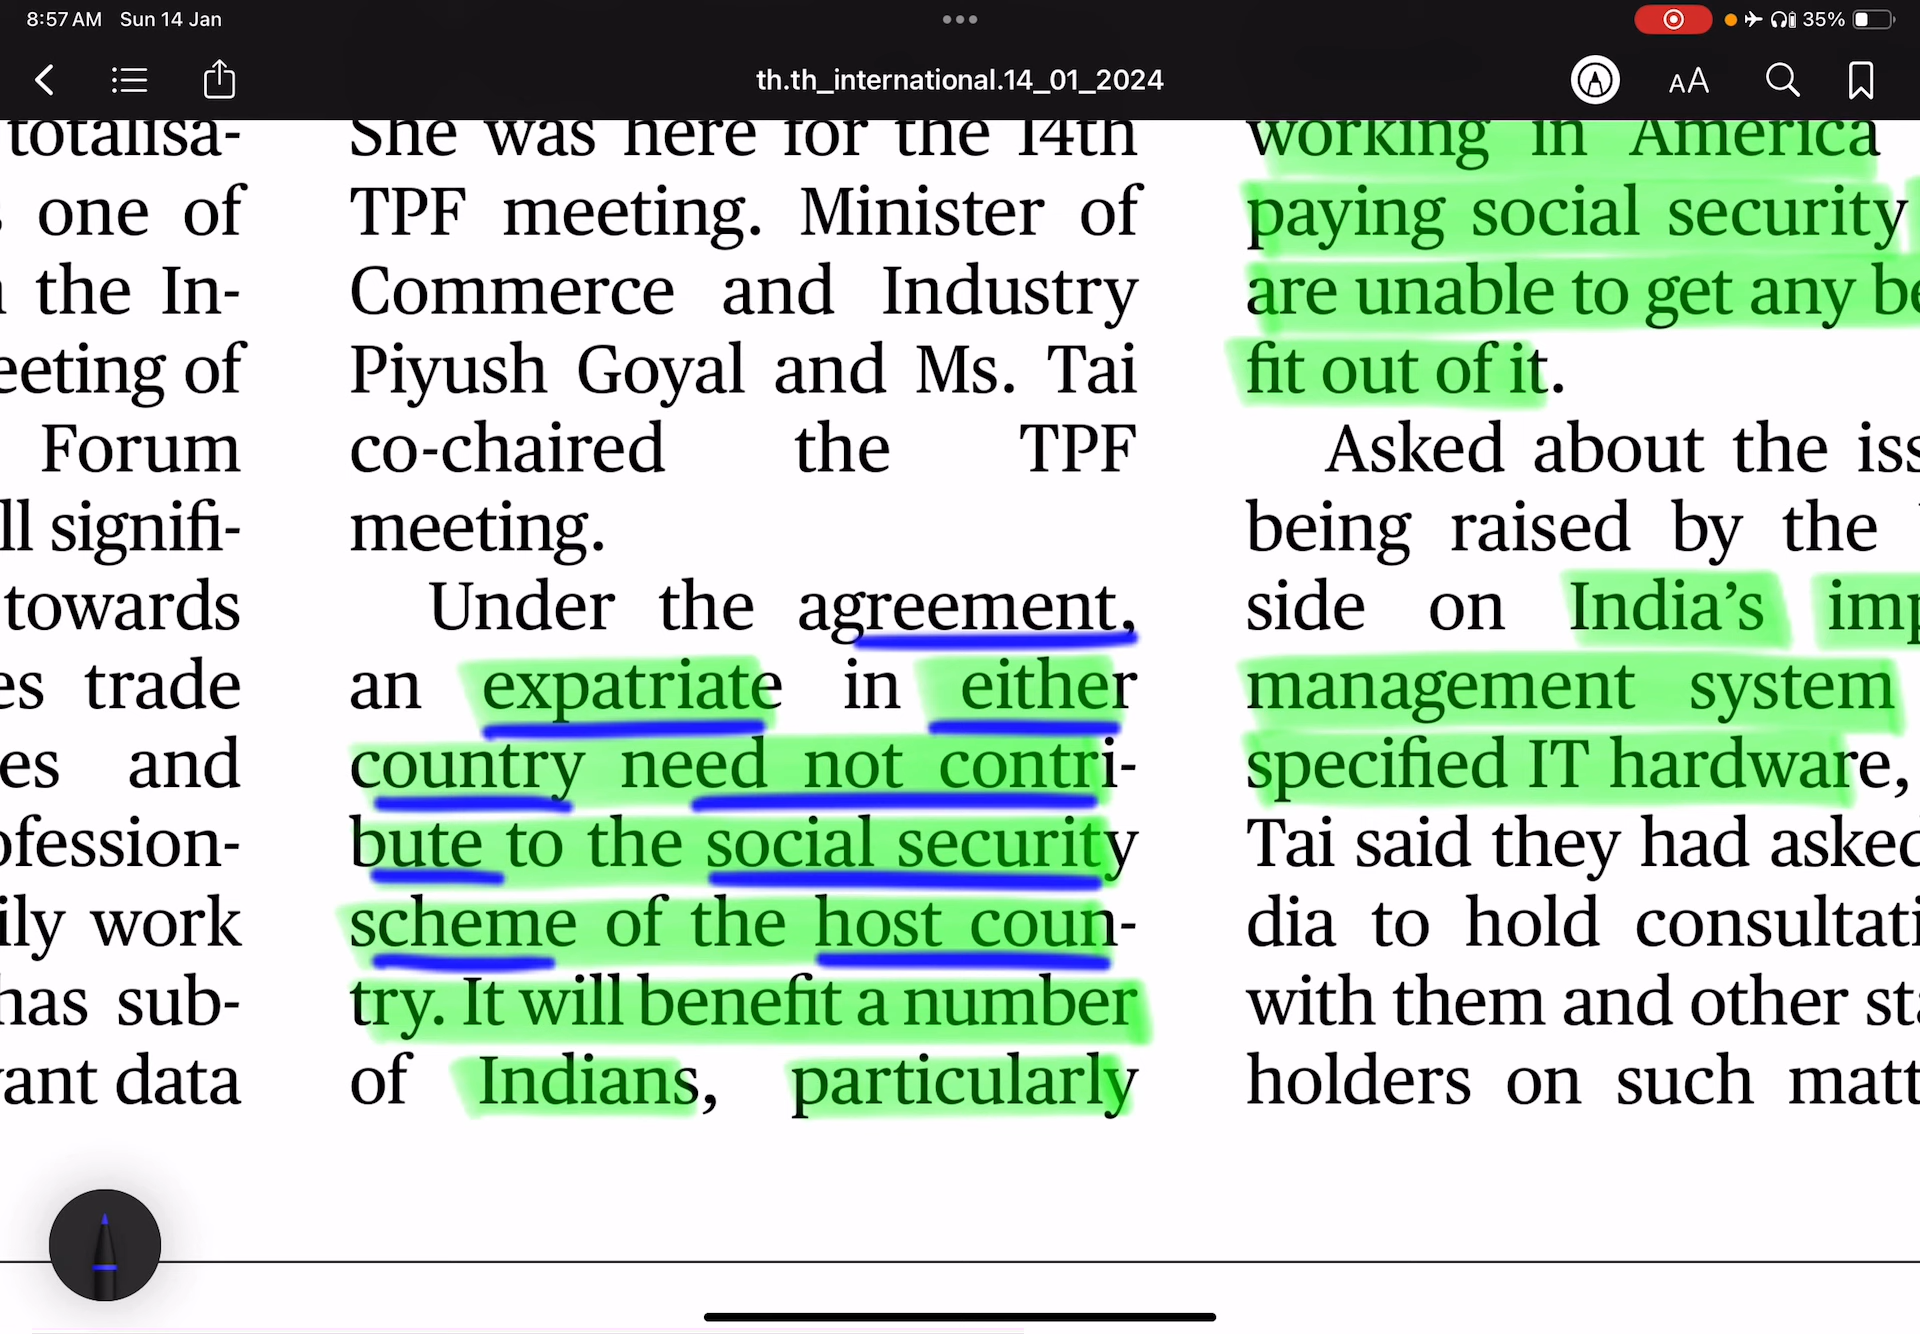 8:57 AM Sun 14 Jan
35%
th.th_international.14_01_2024
AA
totalisa-
one of
the In-
eeting of
Forum
ll signifi-
towards
es trade
es and
ofession-
ily work
has sub-
ant data
She was here for the 14th
TPF meeting. Minister of
Commerce and Industry
Piyush Goyal and Ms. Tai
co-chaired the TPF
meeting.
Under the agreement,
an expatriate in either
country need not contri-
bute to the social security
scheme of the host coun-
try. It will benefit a number
of Indians, particularly
working in America
paying social security
are unable to get any be
fit out of it.
Asked about the iss
being raised by the
side on India's imp
management system
specified IT hardware,
Tai said they had asked
dia to hold consultati
with them and other sta
holders on such matt